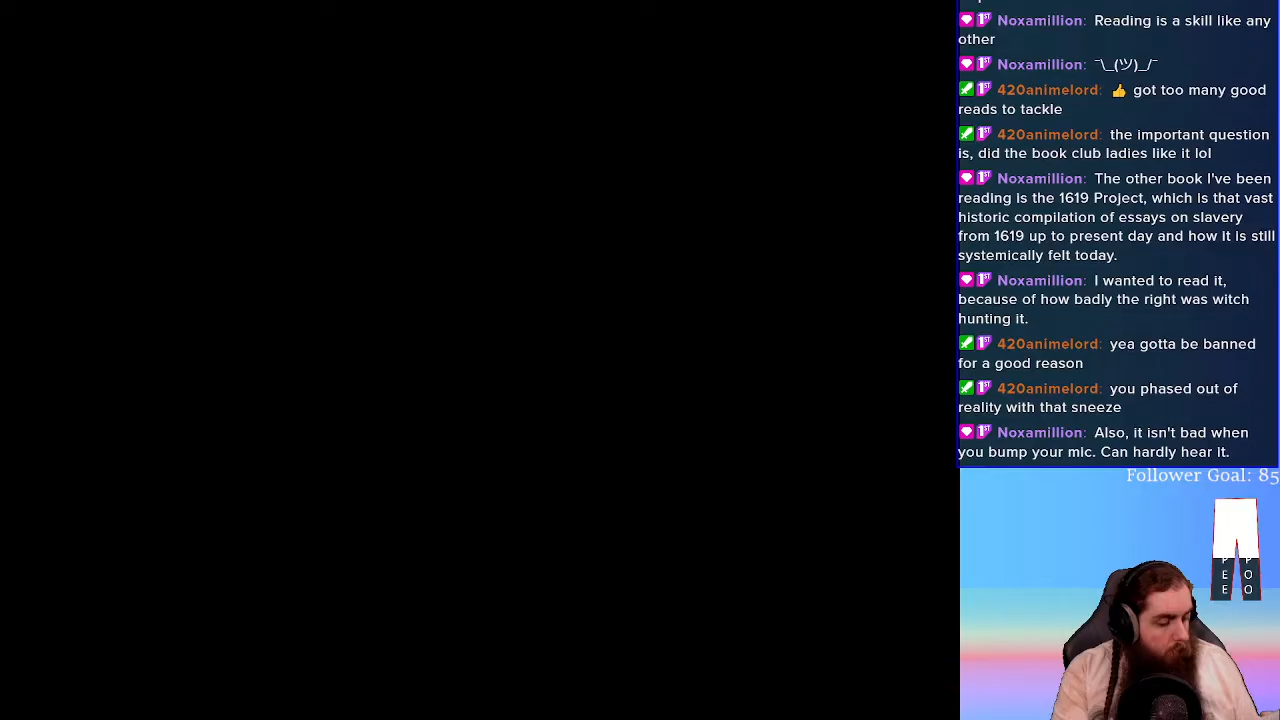 Noxamillion: Reading is a skill like any
other
Noxamillion: ¯\_(ツ)_/¯
420animelord: 👍 got too many good
reads to tackle
420animelord: the important question
is, did the book club ladies like it lol
Noxamillion: The other book I've been
reading is the 1619 Project, which is that vast
historic compilation of essays on slavery
from 1619 up to present day and how it is still
systemically felt today.
Noxamillion: I wanted to read it,
because of how badly the right was witch
hunting it.
420animelord: yea gotta be banned
for a good reason
420animelord: you phased out of
reality with that sneeze
Noxamillion: Also, it isn't bad when
you bump your mic. Can hardly hear it.
Follower Goal: 85
PEE POO